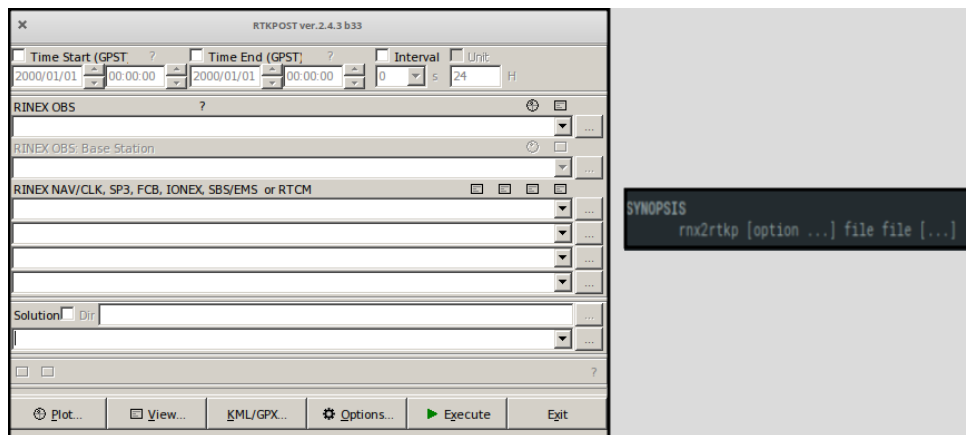 RTKPOST ver.2.4.3 b33
Time Start (GPST ? Time End (GPST) ? Interval Unit
2000/01/01 00:00:00 2000/01/01 00:00:00 0 s 24 H
RINEX OBS ?
...
RINEX OBS: Base Station
...
RINEX NAV/CLK, SP3, FCB, IONEX, SBS/EMS or RTCM
...
...
...
...
Solution Dir ...
...
?
Plot... View... KML/GPX... Options... Execute Exit
SYNOPSIS
rnx2rtkp [option ...] file file [...]